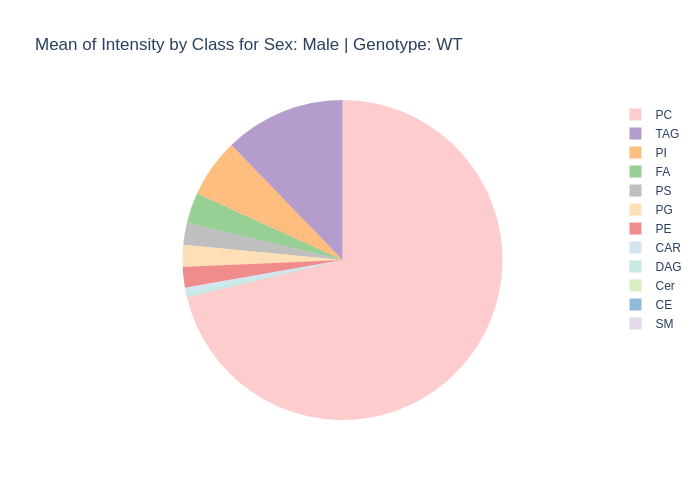 Mean of Intensity by Class for Sex: Male | Genotype: WT
PC
TAG
PI
FA
PS
PG
PE
CAR
DAG
Cer
CE
SM